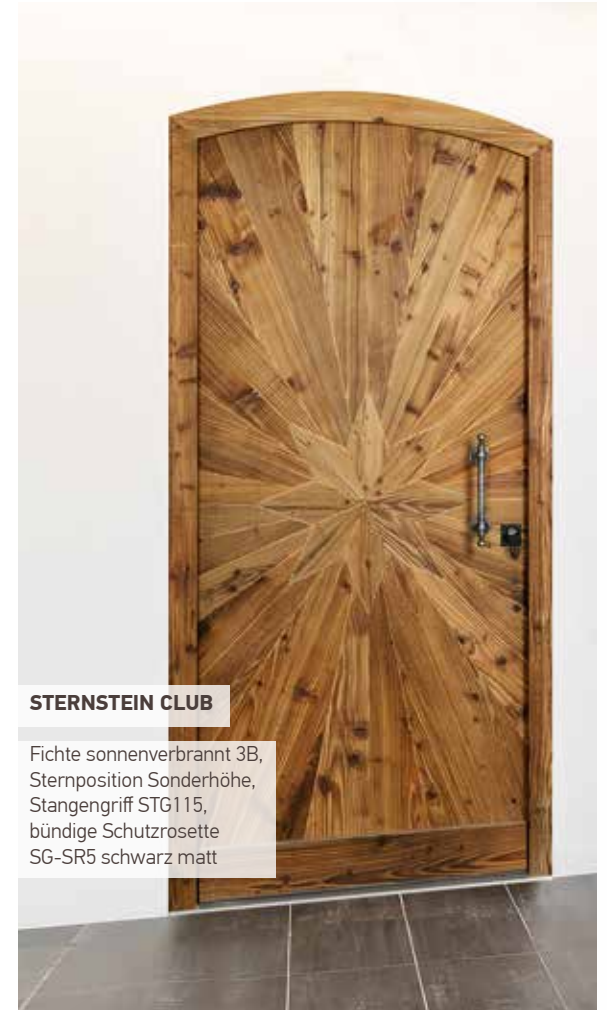 STERNSTEIN CLUB
Fichte sonnenverbrannt 3B,
Sternposition Sonderhöhe,
Stangengriff STG115,
bündige Schutzrosette
SG-SR5 schwarz matt